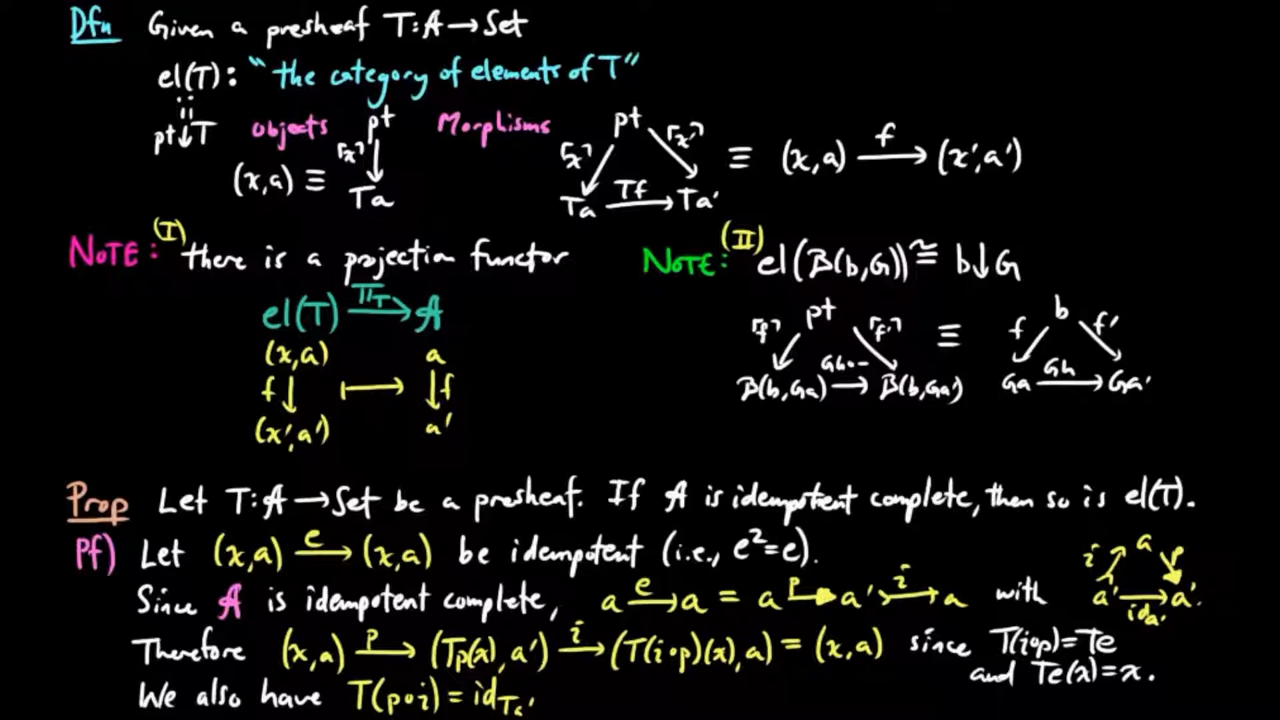 Dfn Given a presheaf T: A → Set
el(T): "the category of elements of T"
pt↓T
Objects
(x,a) ≡
pt
⌜x⌝
Ta
Morphisms
pt
⌜x⌝ ⌜x'⌝
Ta Tf Ta'
≡ (x,a) f → (x',a')
NOTE: (I) there is a projection functor
el(T) Π_T → A
(x,a) a
f↓ ⟼ ↓f
(x',a') a'
NOTE: (II) el(B(b,G)) ≅ b↓G
pt
⌜f⌝ ⌜f'⌝
B(b,Ga) Gh∘- → B(b,Ga')
≡
b
f f'
Ga Gh → Ga'
Prop Let T: A → Set be a presheaf. If A is idempotent complete, then so is el(T).
Pf) Let (x,a) e → (x,a) be idempotent (i.e., e²=e).
Since A is idempotent complete, a e → a = a p → a' i → a with
a
i p
a' id_a' → a'.
Therefore (x,a) p → (Tp(x), a') i → (T(i∘p)(x), a) = (x,a) since T(i∘p)=Te
and Te(x)=x.
We also have T(p∘i) = id_Ta'